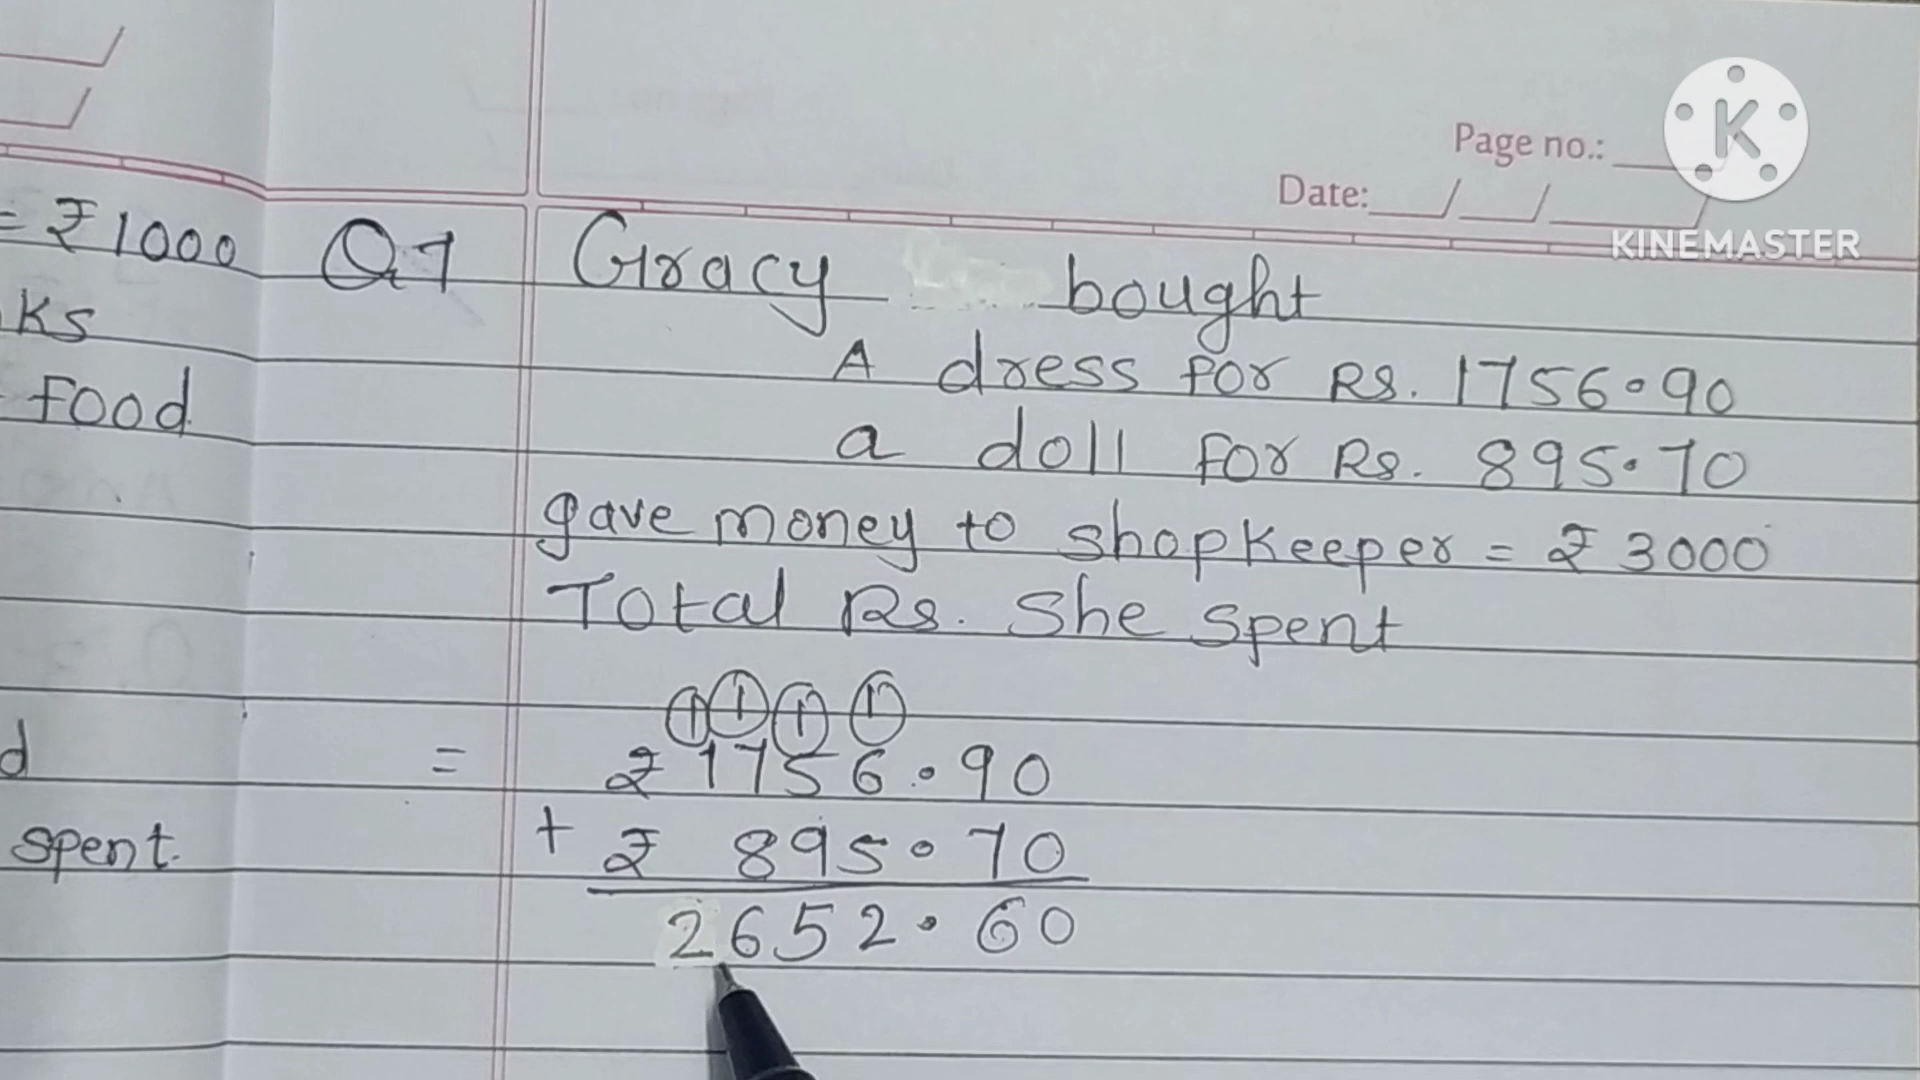 Page no.:
Date: / /
KINEMASTER
= ₹1000
ks
Food
d
spent.
Q7 Gracy bought
A dress for Rs. 1756.90
a doll for Rs. 895.70
gave money to shopkeeper = ₹ 3000
Total Rs. She spent
1 1 1 1
= ₹ 1756.90
+ ₹ 895.70
2652.60